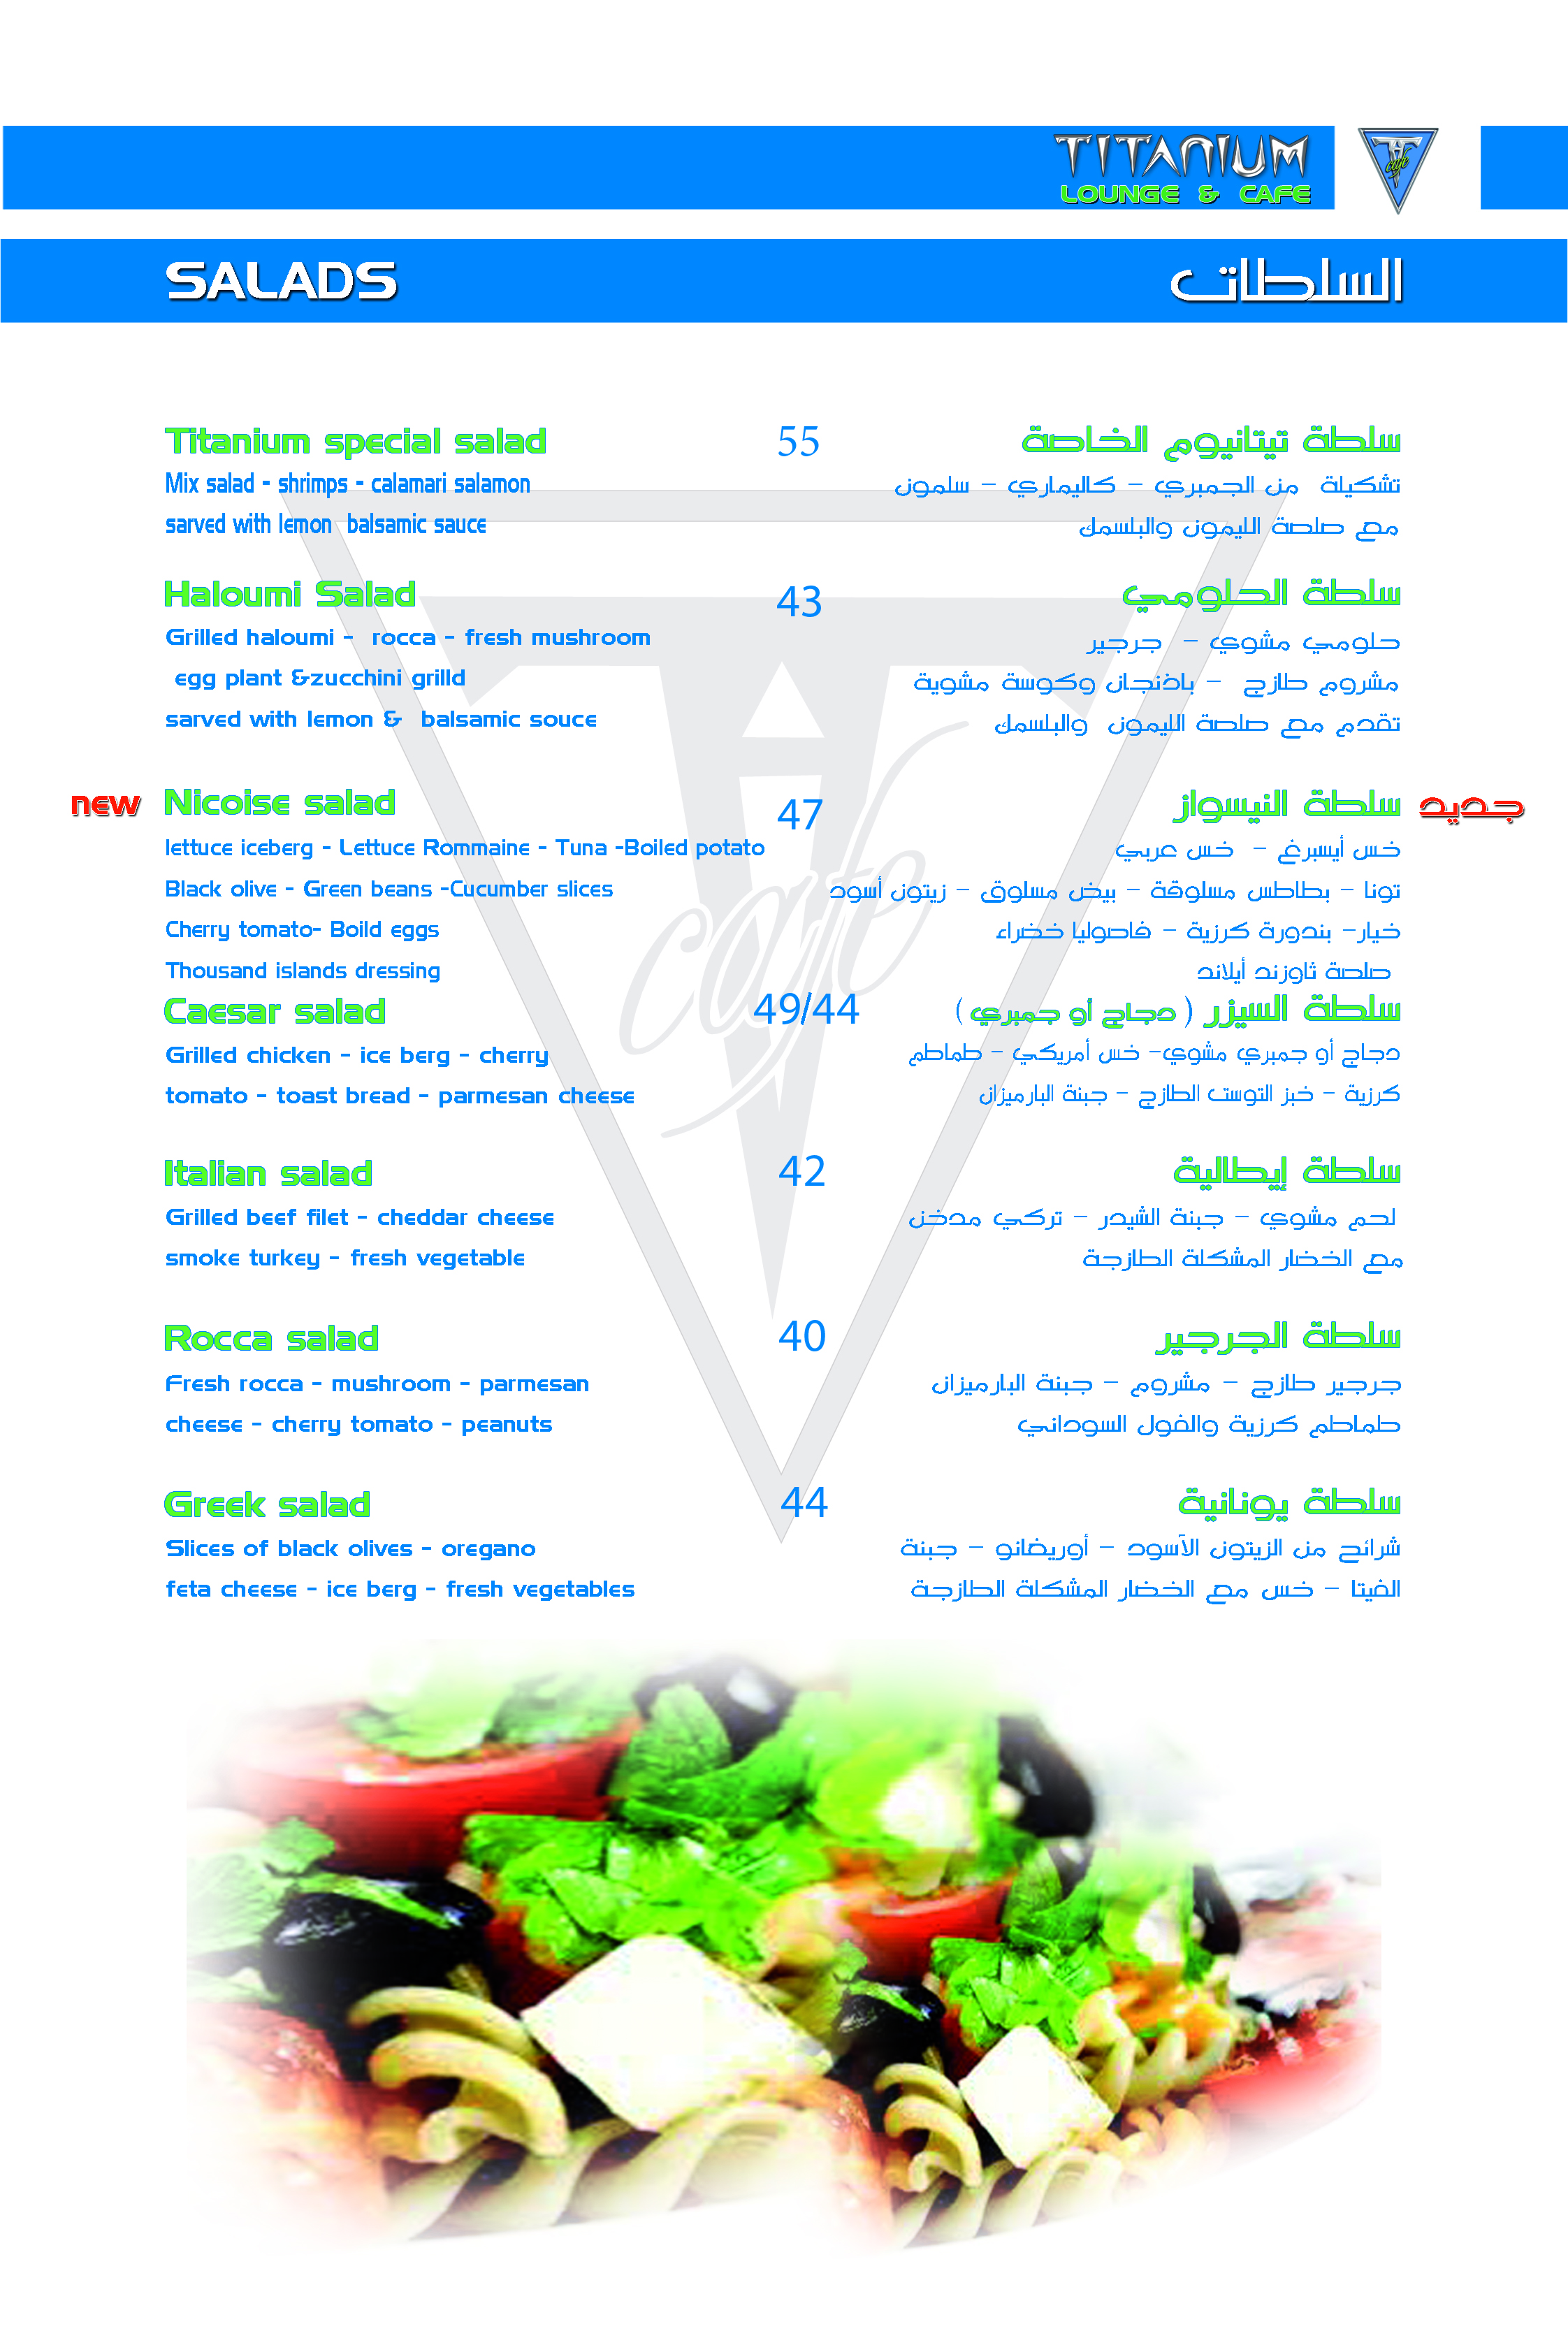 TITANIUM
LOUNGE & CAFE
cafe
SALADS السلطات
Titanium special salad 55 سلطة تيتانيوم الخاصة
Mix salad - shrimps - calamari salamon تشكيلة من الجمبري – كاليماري – سلمون
sarved with lemon balsamic sauce مع صلصة الليمون والبلسمك
Haloumi Salad 43 سلطة الحلومي
Grilled haloumi - rocca - fresh mushroom حلومي مشوي – جرجير
egg plant &zucchini grilld مشروم طازج – باذنجان وكوسة مشوية
sarved with lemon & balsamic souce تقدم مع صلصة الليمون والبلسمك
new Nicoise salad 47 سلطة النيسواز جديد
lettuce iceberg - Lettuce Rommaine - Tuna -Boiled potato خس أيسبرغ – خس عربي
Black olive - Green beans -Cucumber slices تونا – بطاطس مسلوقة – بيض مسلوق – زيتون أسود
Cherry tomato- Boild eggs خيار– بندورة كرزية – فاصوليا خضراء
Thousand islands dressing صلصة ثاوزند أيلاند
Caesar salad 49/44 سلطة السيزر ( دجاج أو جمبري )
Grilled chicken - ice berg - cherry دجاج أو جمبري مشوي– خس أمريكي – طماطم
tomato - toast bread - parmesan cheese كرزية – خبز التوست الطازج – جبنة البارميزان
Italian salad 42 سلطة إيطالية
Grilled beef filet - cheddar cheese لحم مشوي – جبنة الشيدر – تركي مدخن
smoke turkey - fresh vegetable مع الخضار المشكلة الطازجة
Rocca salad 40 سلطة الجرجير
Fresh rocca - mushroom - parmesan جرجير طازج – مشروم – جبنة البارميزان
cheese - cherry tomato - peanuts طماطم كرزية والفول السوداني
Greek salad 44 سلطة يونانية
Slices of black olives - oregano شرائح من الزيتون الآسود – أوريضانو – جبنة
feta cheese - ice berg - fresh vegetables الفيتا – خس مع الخضار المشكلة الطازجة
cafe